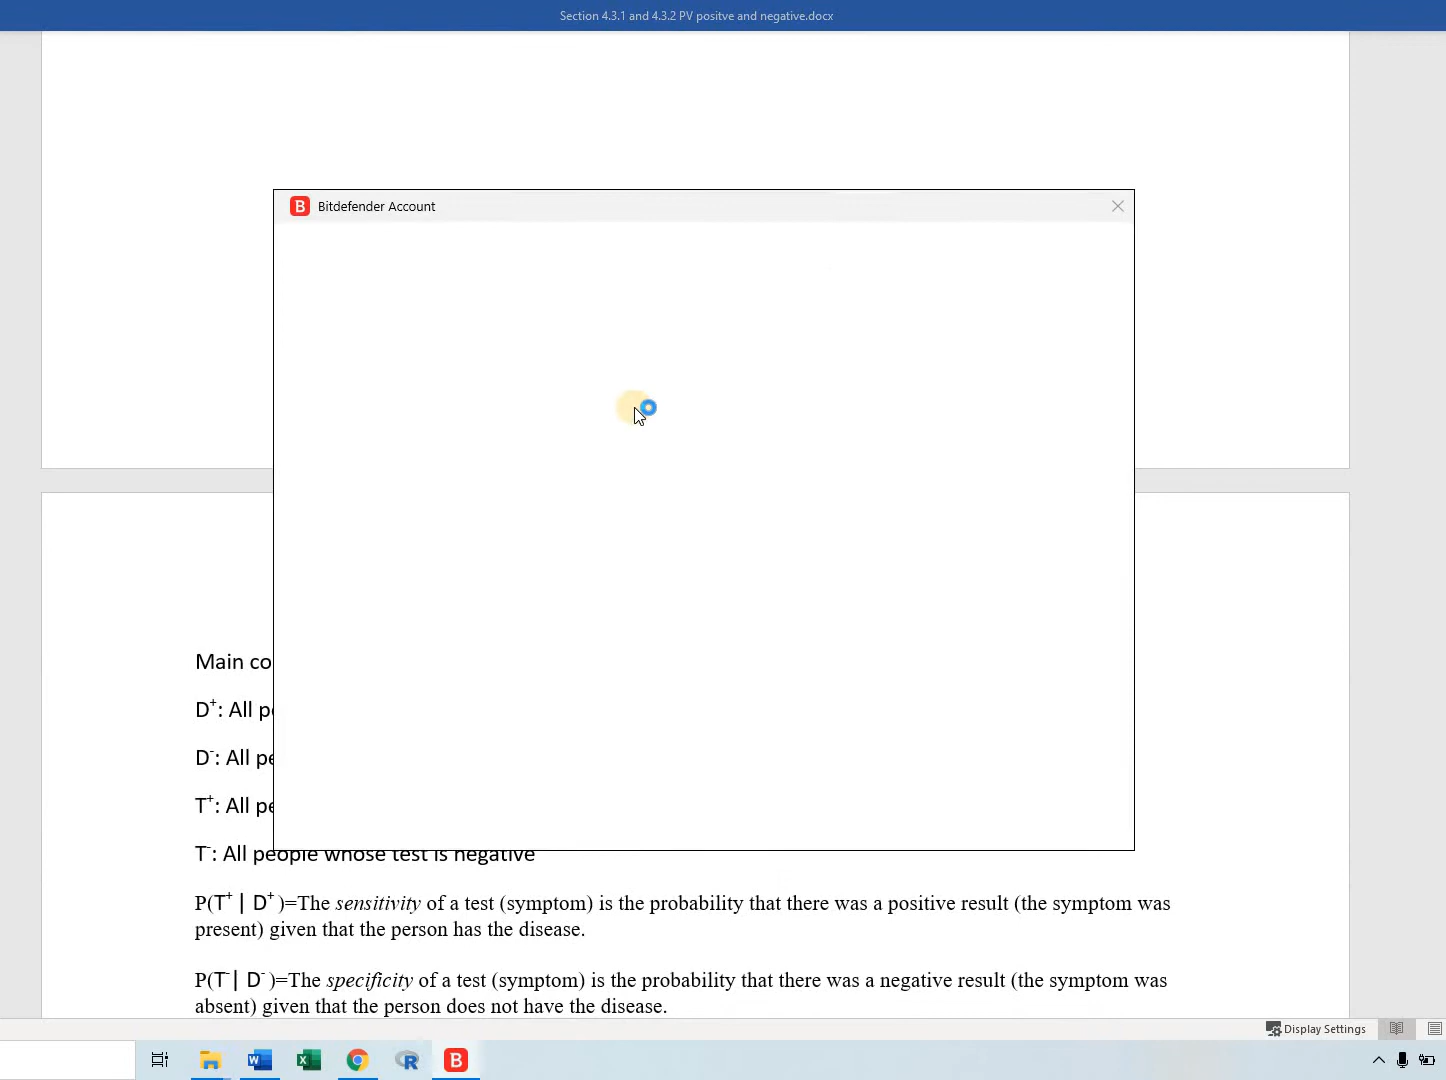 Section 4.3.1 and 4.3.2 PV positve and negative.docx
B Bitdefender Account
Main co
D+: All pe
D-: All pe
T+: All pe
T-: All people whose test is negative
P(T+ | D+)=The sensitivity of a test (symptom) is the probability that there was a positive result (the symptom was
present) given that the person has the disease.
P(T-| D-)=The specificity of a test (symptom) is the probability that there was a negative result (the symptom was
absent) given that the person does not have the disease.
Display Settings